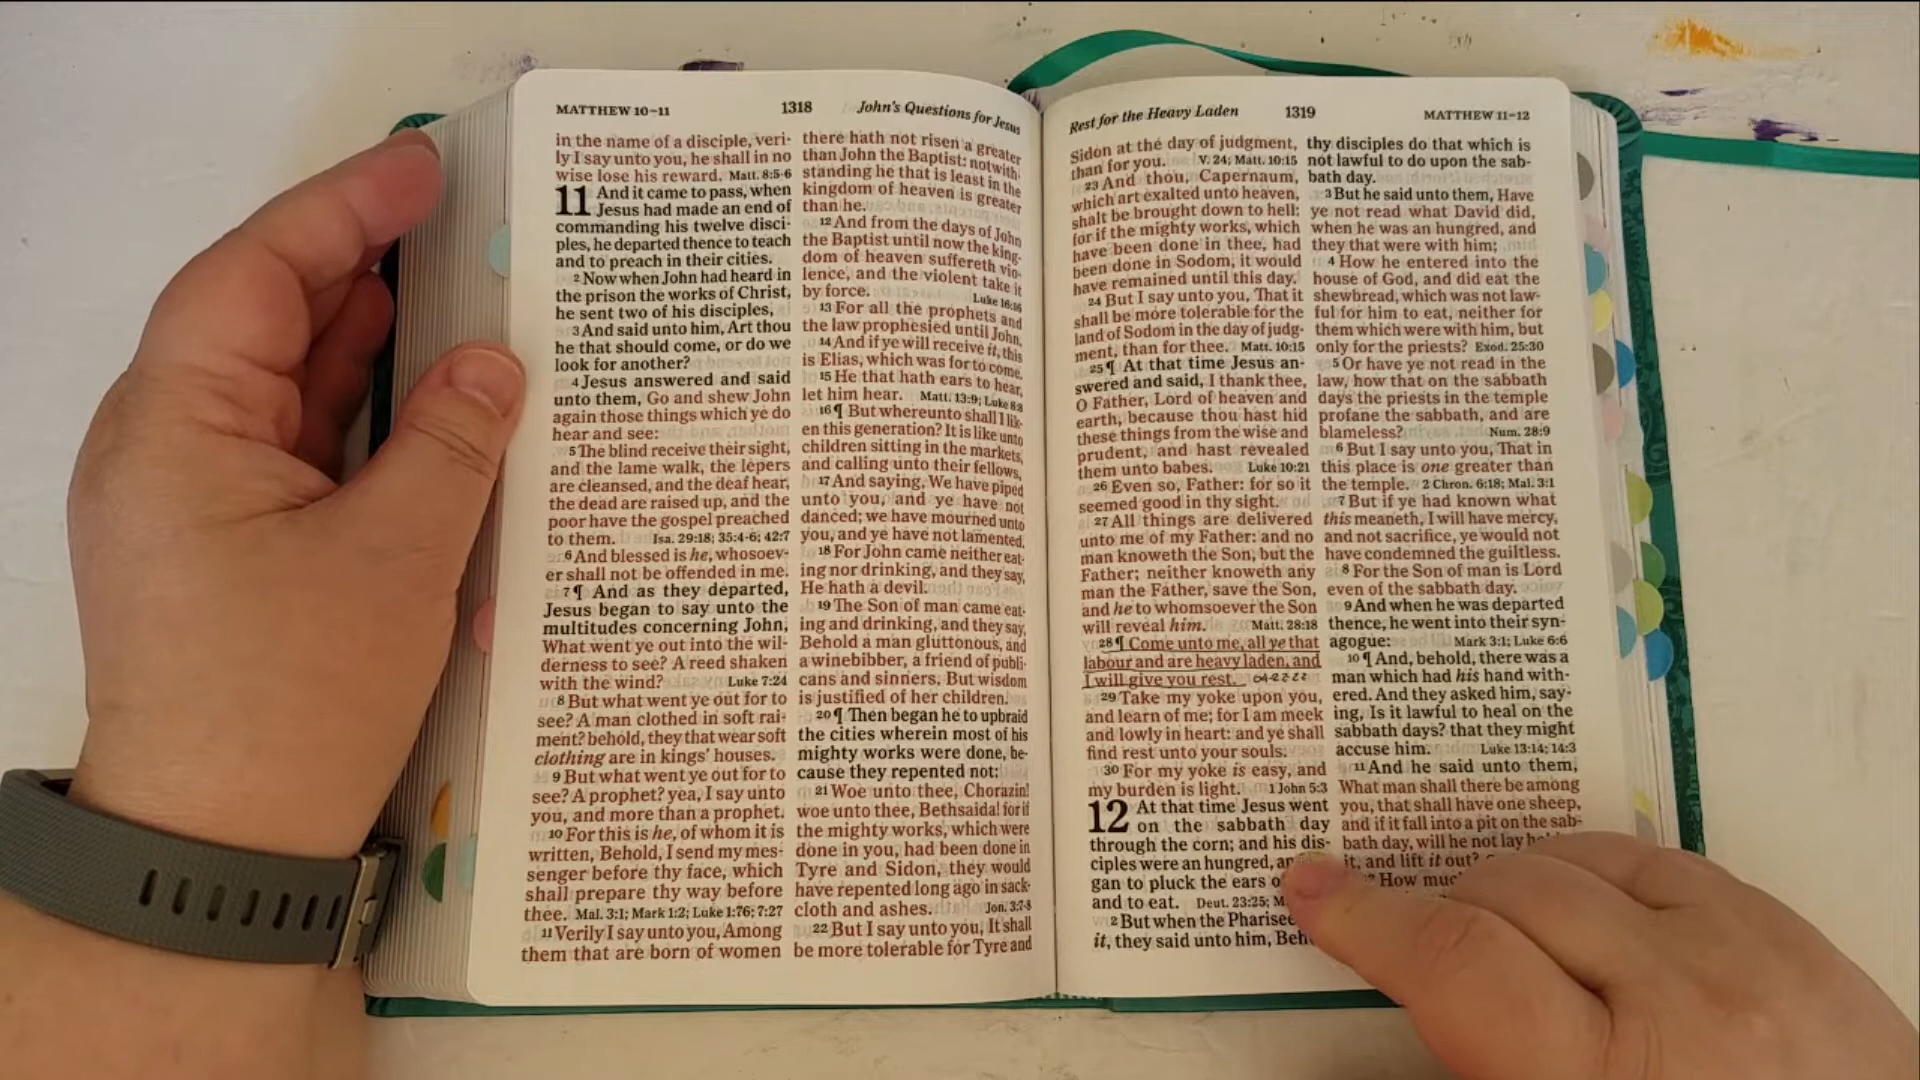 MATTHEW 10-11 1318 John's Questions for Jesus
in the name of a disciple, veri-
ly I say unto you, he shall in no
wise lose his reward. Matt. 8:5-6
11 And it came to pass, when
Jesus had made an end of
commanding his twelve disci-
ples, he departed thence to teach
and to preach in their cities.
2 Now when John had heard in
the prison the works of Christ,
he sent two of his disciples,
3 And said unto him, Art thou
he that should come, or do we
look for another?
4 Jesus answered and said
unto them, Go and shew John
again those things which ye do
hear and see:
5 The blind receive their sight,
and the lame walk, the lepers
are cleansed, and the deaf hear,
the dead are raised up, and the
poor have the gospel preached
to them. Isa. 29:18; 35:4-6; 42:7
6 And blessed is he, whosoev-
er shall not be offended in me.
7 ¶ And as they departed,
Jesus began to say unto the
multitudes concerning John,
What went ye out into the wil-
derness to see? A reed shaken
with the wind? Luke 7:24
8 But what went ye out for to
see? A man clothed in soft rai-
ment? behold, they that wear soft
clothing are in kings' houses.
9 But what went ye out for to
see? A prophet? yea, I say unto
you, and more than a prophet.
10 For this is he, of whom it is
written, Behold, I send my mes-
senger before thy face, which
shall prepare thy way before
thee. Mal. 3:1; Mark 1:2; Luke 1:76; 7:27
11 Verily I say unto you, Among
them that are born of women
there hath not risen a greater
than John the Baptist: notwith-
standing he that is least in the
kingdom of heaven is greater
than he.
12 And from the days of John
the Baptist until now the king-
dom of heaven suffereth vio-
lence, and the violent take it
by force. Luke 16:16
13 For all the prophets and
the law prophesied until John.
14 And if ye will receive it, this
is Elias, which was for to come.
15 He that hath ears to hear,
let him hear. Matt. 13:9; Luke 8:8
16 ¶ But whereunto shall I lik-
en this generation? It is like unto
children sitting in the markets,
and calling unto their fellows,
17 And saying, We have piped
unto you, and ye have not
danced; we have mourned unto
you, and ye have not lamented.
18 For John came neither eat-
ing nor drinking, and they say,
He hath a devil.
19 The Son of man came eat-
ing and drinking, and they say,
Behold a man gluttonous, and
a winebibber, a friend of publi-
cans and sinners. But wisdom
is justified of her children.
20 ¶ Then began he to upbraid
the cities wherein most of his
mighty works were done, be-
cause they repented not:
21 Woe unto thee, Chorazin!
woe unto thee, Bethsaida! for if
the mighty works, which were
done in you, had been done in
Tyre and Sidon, they would
have repented long ago in sack-
cloth and ashes. Jon. 3:7-8
22 But I say unto you, It shall
be more tolerable for Tyre and
Rest for the Heavy Laden 1319 MATTHEW 11-12
Sidon at the day of judgment,
than for you. V. 24; Matt. 10:15
23 And thou, Capernaum,
which art exalted unto heaven,
shalt be brought down to hell:
for if the mighty works, which
have been done in thee, had
been done in Sodom, it would
have remained until this day.
24 But I say unto you, That it
shall be more tolerable for the
land of Sodom in the day of judg-
ment, than for thee. Matt. 10:15
25 ¶ At that time Jesus an-
swered and said, I thank thee,
O Father, Lord of heaven and
earth, because thou hast hid
these things from the wise and
prudent, and hast revealed
them unto babes. Luke 10:21
26 Even so, Father: for so it
seemed good in thy sight.
27 All things are delivered
unto me of my Father: and no
man knoweth the Son, but the
Father; neither knoweth any
man the Father, save the Son,
and he to whomsoever the Son
will reveal him. Matt. 28:18
28 ¶ Come unto me, all ye that
labour and are heavy laden, and
I will give you rest. 04-22-22
29 Take my yoke upon you,
and learn of me; for I am meek
and lowly in heart: and ye shall
find rest unto your souls.
30 For my yoke is easy, and
my burden is light. 1 John 5:3
12 At that time Jesus went
on the sabbath day
through the corn; and his dis-
ciples were an hungred,
gan to pluck the ears
and to eat. Deut. 23:25;
2 But when the
it, they said unto him,
thy disciples do that which is
not lawful to do upon the sab-
bath day.
3 But he said unto them, Have
ye not read what David did,
when he was an hungred, and
they that were with him;
4 How he entered into the
house of God, and did eat the
shewbread, which was not law-
ful for him to eat, neither for
them which were with him, but
only for the priests? Exod. 25:30
5 Or have ye not read in the
law, how that on the sabbath
days the priests in the temple
profane the sabbath, and are
blameless? Num. 28:9
6 But I say unto you, That in
this place is one greater than
the temple. 2 Chron. 6:18; Mal. 3:1
7 But if ye had known what
this meaneth, I will have mercy,
and not sacrifice, ye would not
have condemned the guiltless.
8 For the Son of man is Lord
even of the sabbath day.
9 And when he was departed
thence, he went into their syn-
agogue: Mark 3:1; Luke 6:6
10 ¶ And, behold, there was a
man which had his hand with-
ered. And they asked him, say-
ing, Is it lawful to heal on the
sabbath days? that they might
accuse him. Luke 13:14; 14:3
11 And he said unto them,
What man shall there be among
you, that shall have one sheep,
and if it fall into a pit on the sab-
bath day, will he not lay
it, and lift it out?
How